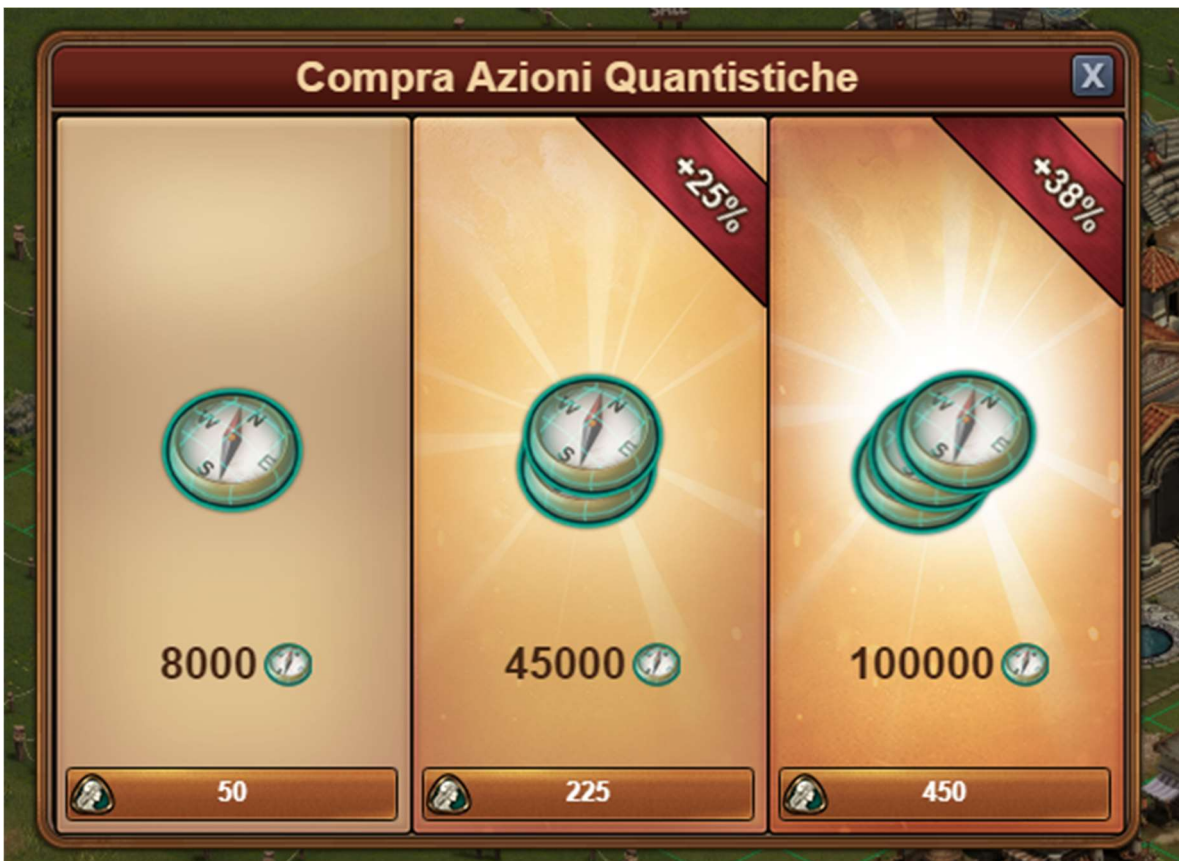 Compra Azioni Quantistiche X
+25%
+38%
W N S E
W N S E
W N S E
8000 45000 100000
50 225 450